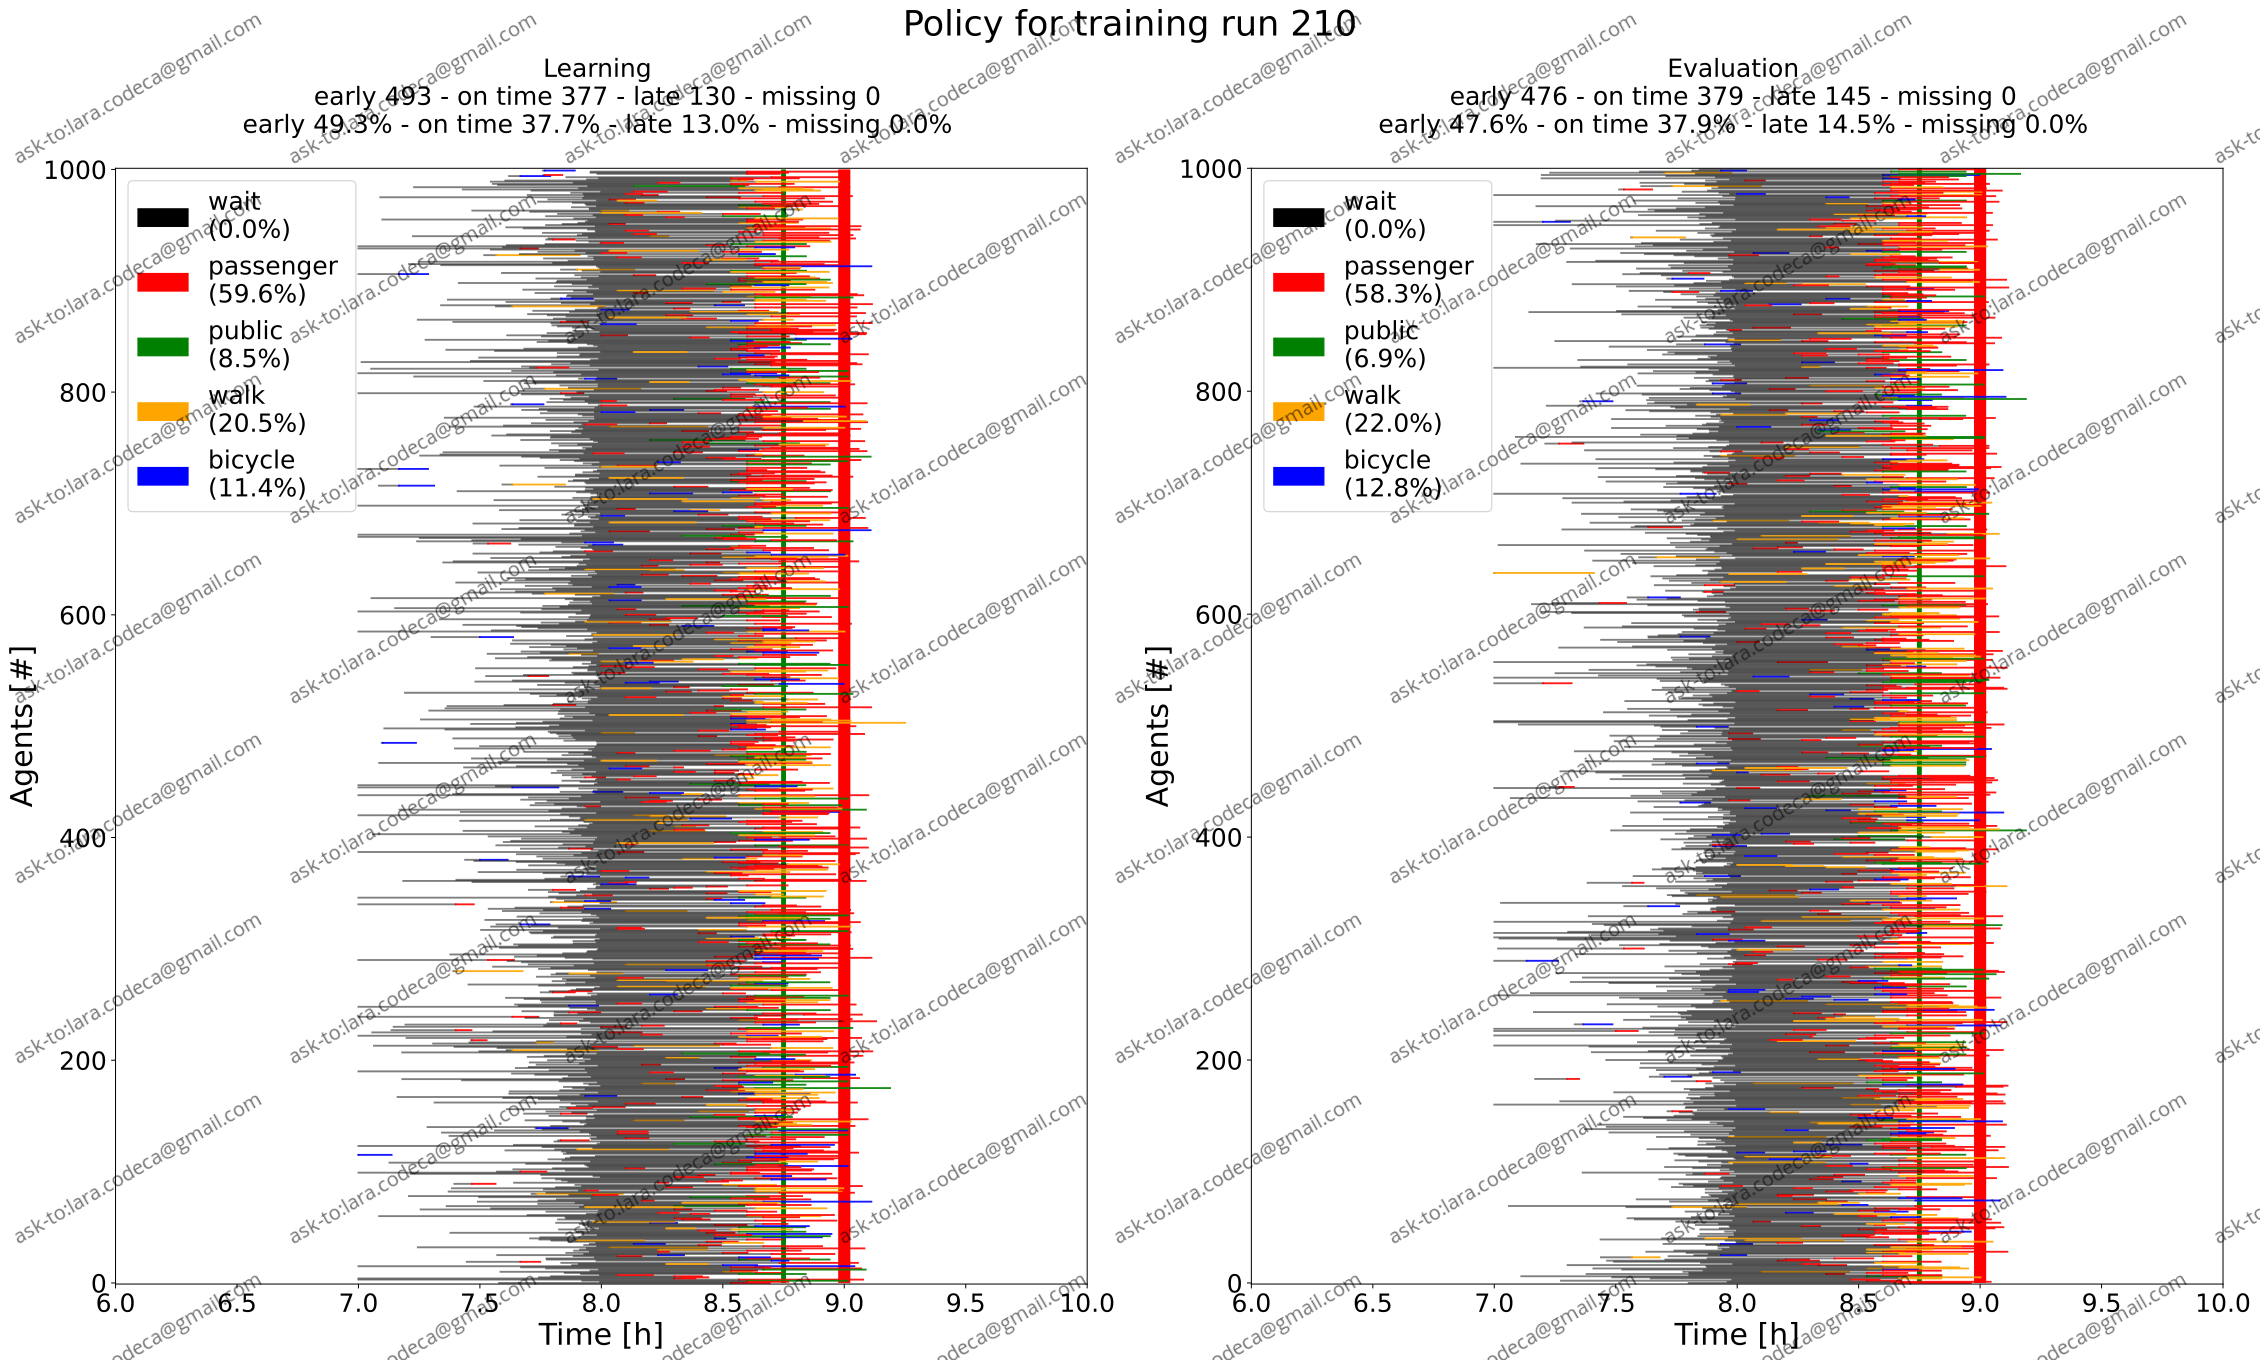 Policy for training run 210
Learning
early 493 - on time 377 - late 130 - missing 0
early 49.3% - on time 37.7% - late 13.0% - missing 0.0%
1000
800
600
400
200
0
Agents [#]
wait
(0.0%)
passenger
(59.6%)
public
(8.5%)
walk
(20.5%)
bicycle
(11.4%)
6.0 6.5 7.0 7.5 8.0 8.5 9.0 9.5 10.0
Time [h]
Evaluation
early 476 - on time 379 - late 145 - missing 0
early 47.6% - on time 37.9% - late 14.5% - missing 0.0%
1000
800
600
400
200
0
Agents [#]
wait
(0.0%)
passenger
(58.3%)
public
(6.9%)
walk
(22.0%)
bicycle
(12.8%)
6.0 6.5 7.0 7.5 8.0 8.5 9.0 9.5 10.0
Time [h]
ask-to:lara.codeca@gmail.com